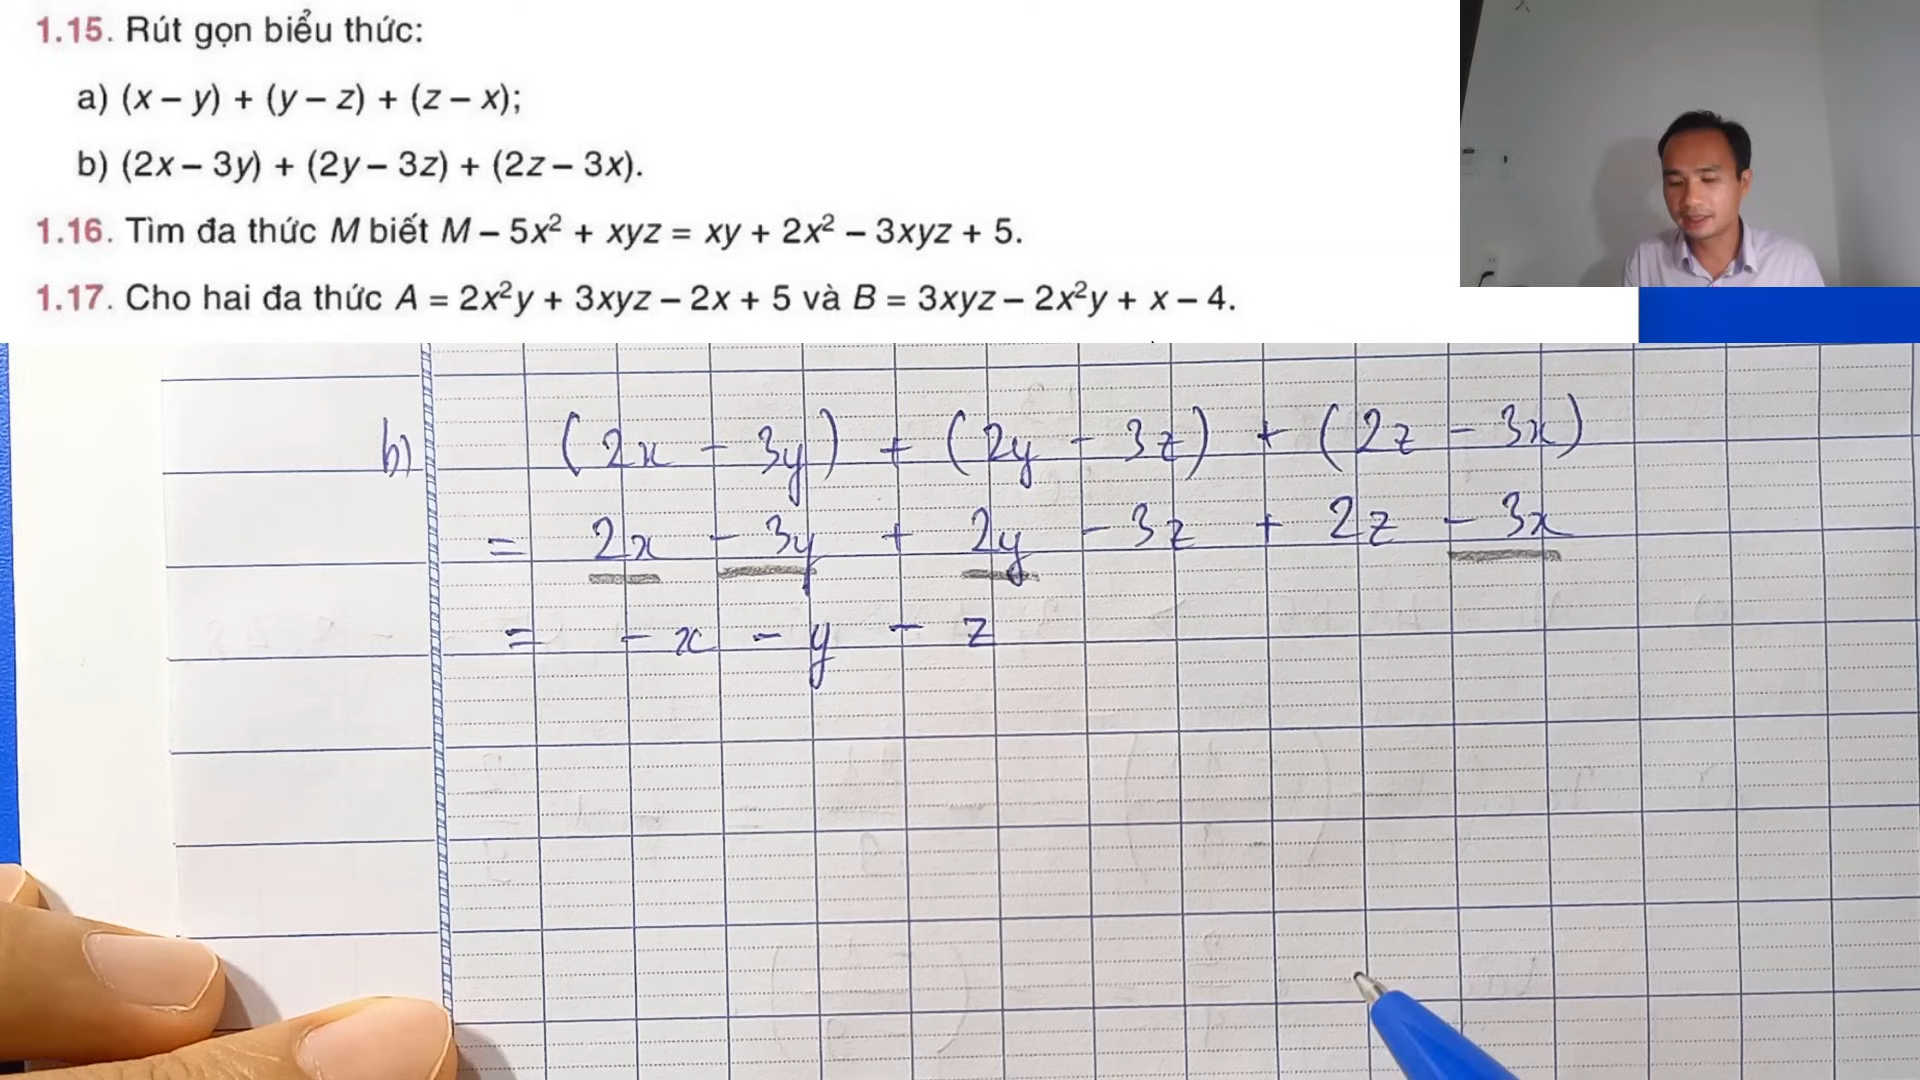 1.15. Rút gọn biểu thức:
a) (x – y) + (y – z) + (z – x);
b) (2x – 3y) + (2y – 3z) + (2z – 3x).
1.16. Tìm đa thức M biết M – 5x² + xyz = xy + 2x² – 3xyz + 5.
1.17. Cho hai đa thức A = 2x²y + 3xyz – 2x + 5 và B = 3xyz – 2x²y + x – 4.
b) (2x - 3y) + (2y - 3z) + (2z - 3x)
= 2x - 3y + 2y - 3z + 2z - 3x
= - x - y - z